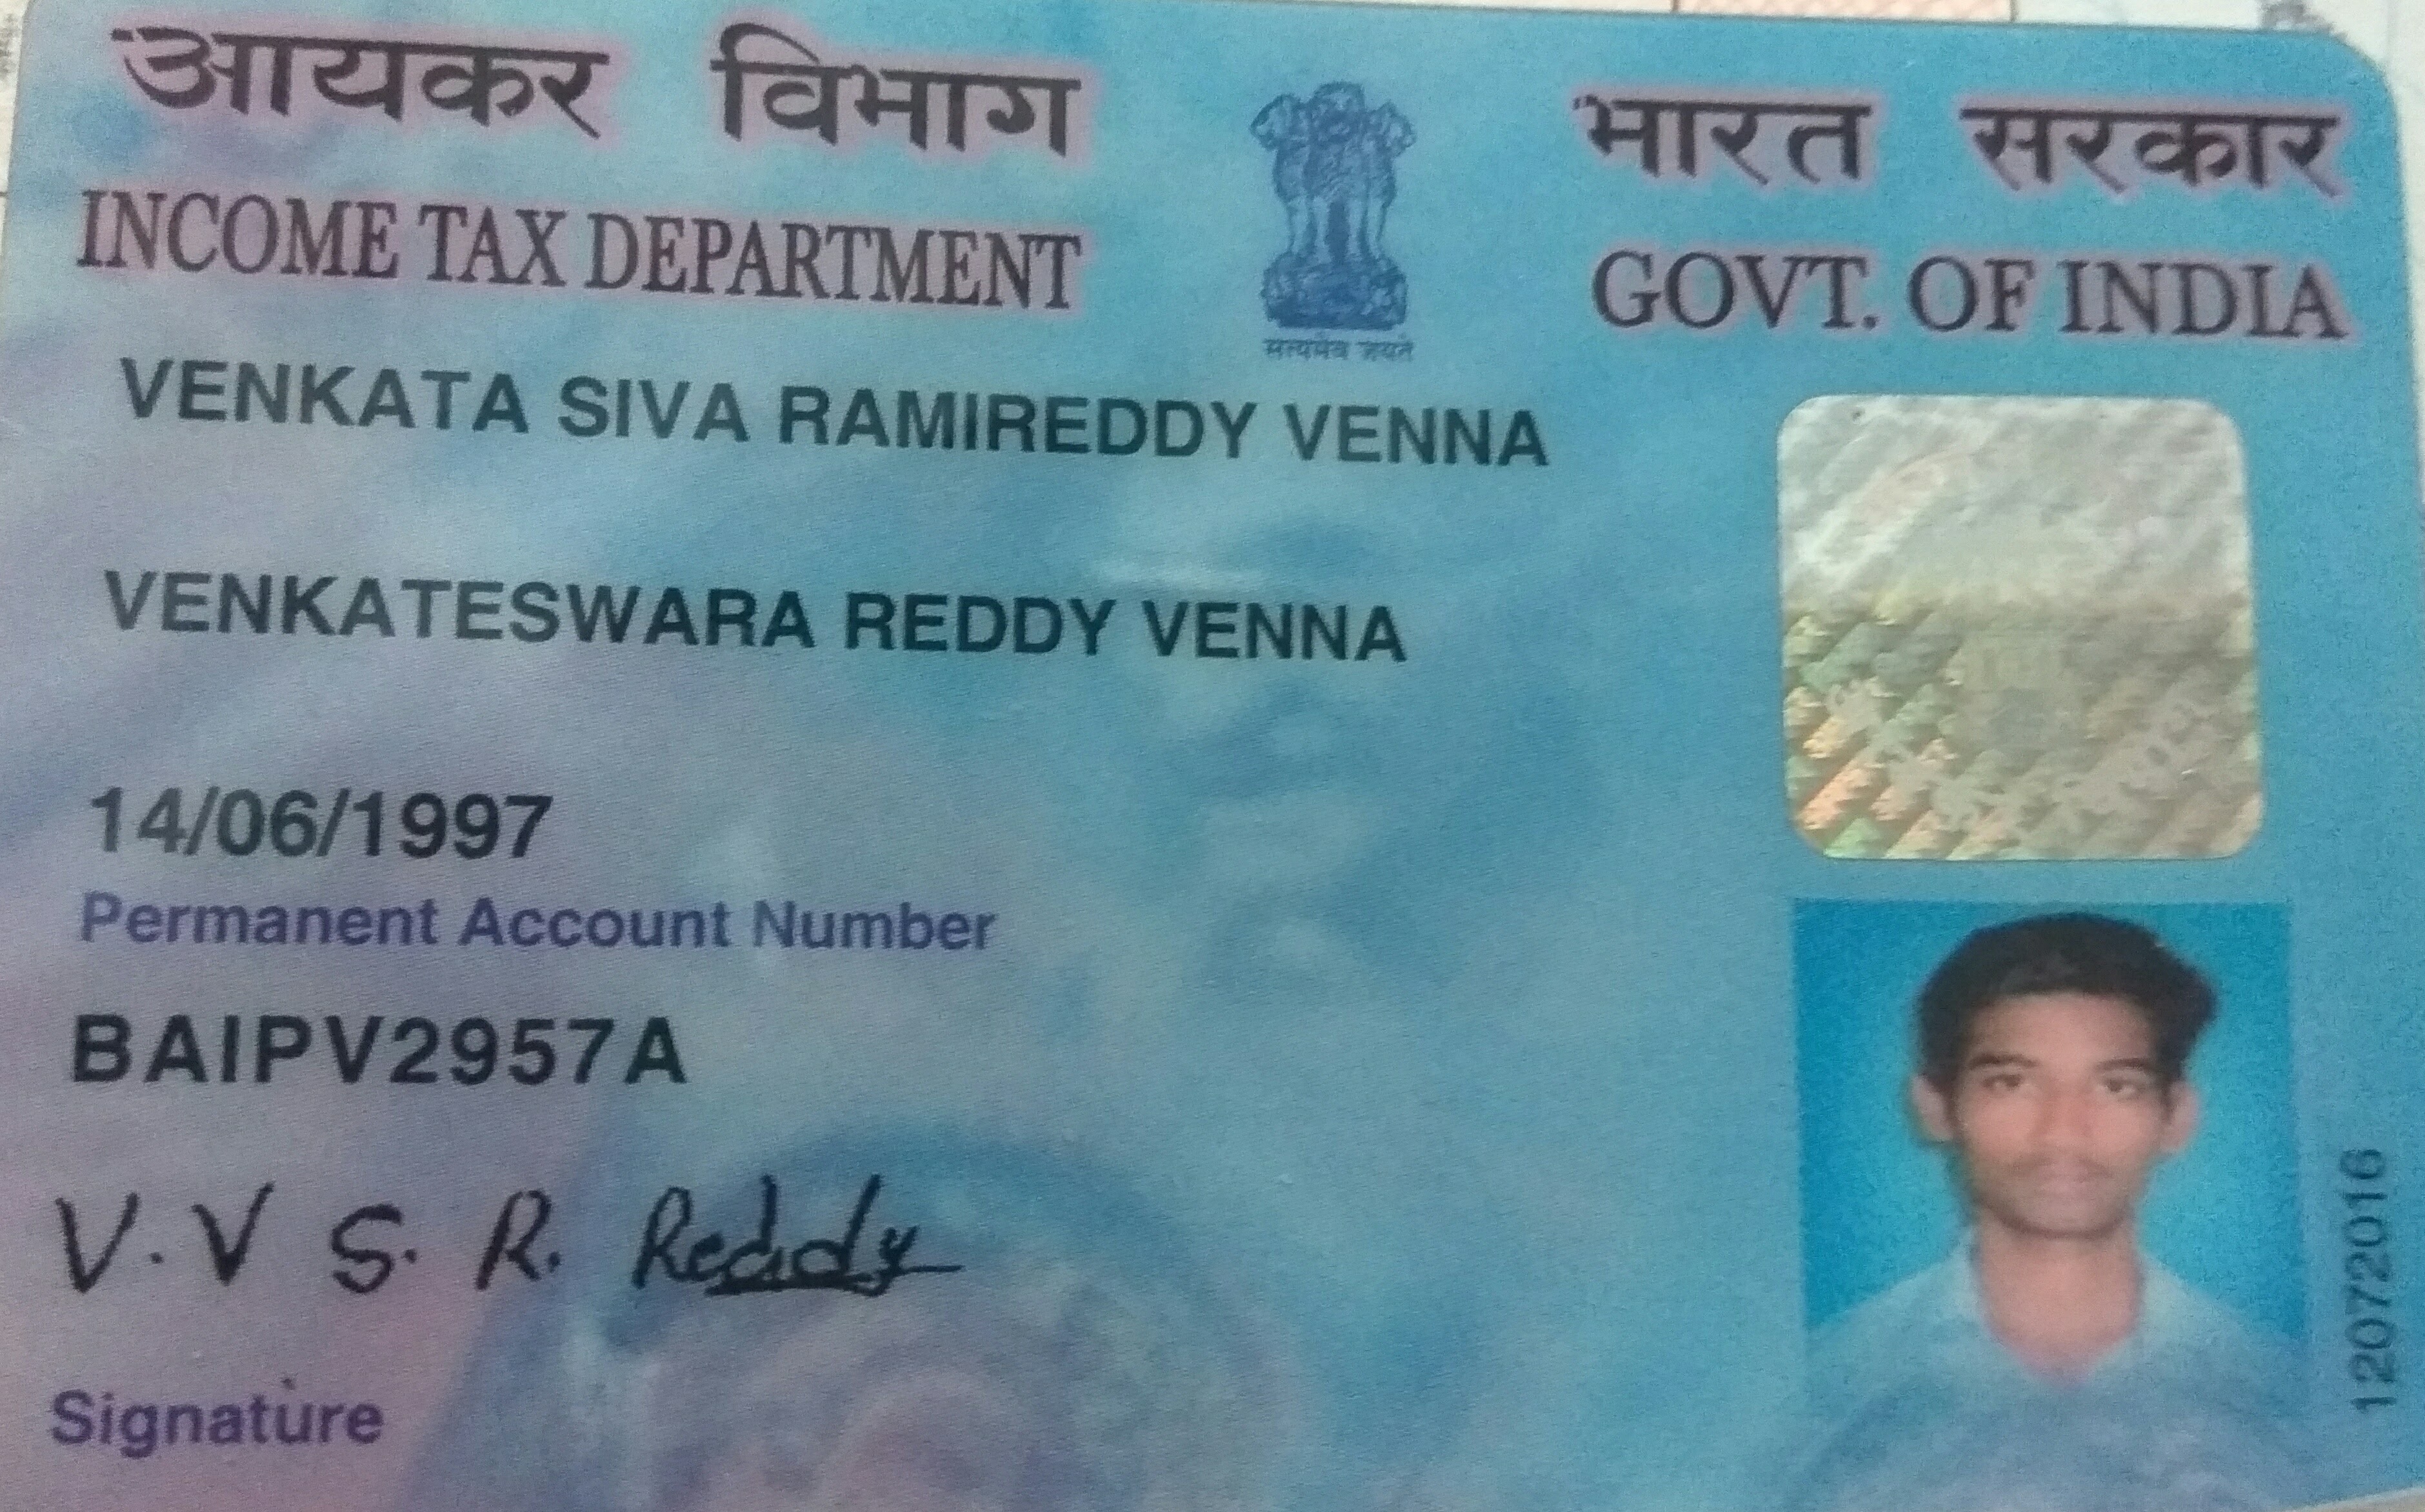 आयकर विभाग
INCOME TAX DEPARTMENT
भारत सरकार
GOVT. OF INDIA
सत्यमेव जयते
VENKATA SIVA RAMIREDDY VENNA
VENKATESWARA REDDY VENNA
14/06/1997
Permanent Account Number
BAIPV2957A
V. V S. R. Reddy
Signature
12072016